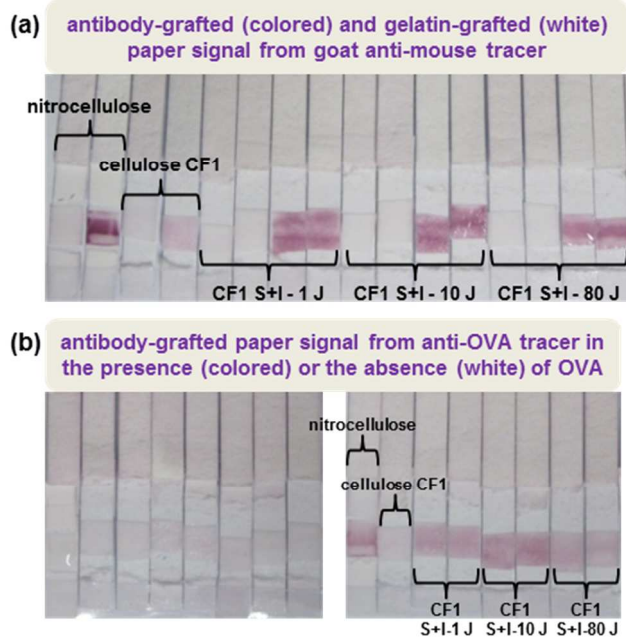 (a)
antibody-grafted (colored) and gelatin-grafted (white)
paper signal from goat anti-mouse tracer
nitrocellulose
cellulose CF1
CF1 S+I - 1 J
CF1 S+I - 10 J
CF1 S+I - 80 J
(b)
antibody-grafted paper signal from anti-OVA tracer in
the presence (colored) or the absence (white) of OVA
nitrocellulose
cellulose CF1
CF1
S+I-1 J
CF1
S+I-10 J
CF1
S+I-80 J